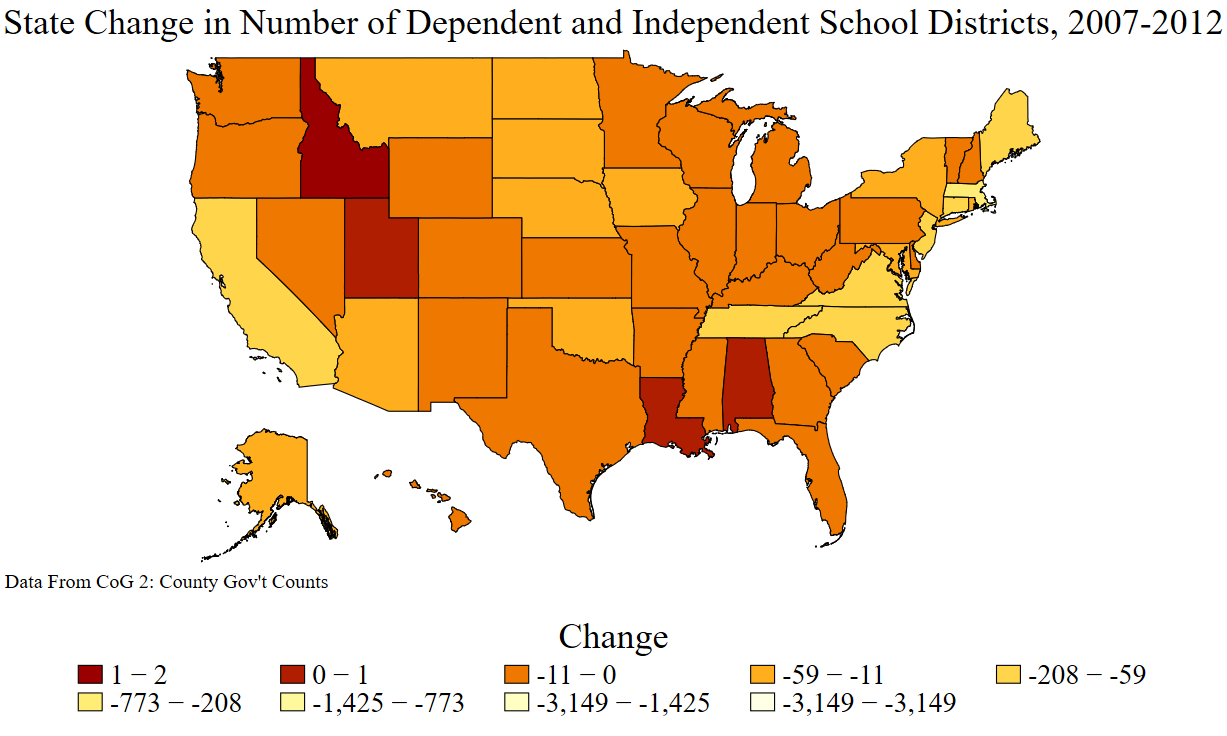 State Change in Number of Dependent and Independent School Districts, 2007-2012
Data From CoG 2: County Gov't Counts
Change
1 − 2 0 − 1 -11 − 0 -59 − -11 -208 − -59
-773 − -208 -1,425 − -773 -3,149 − -1,425 -3,149 − -3,149